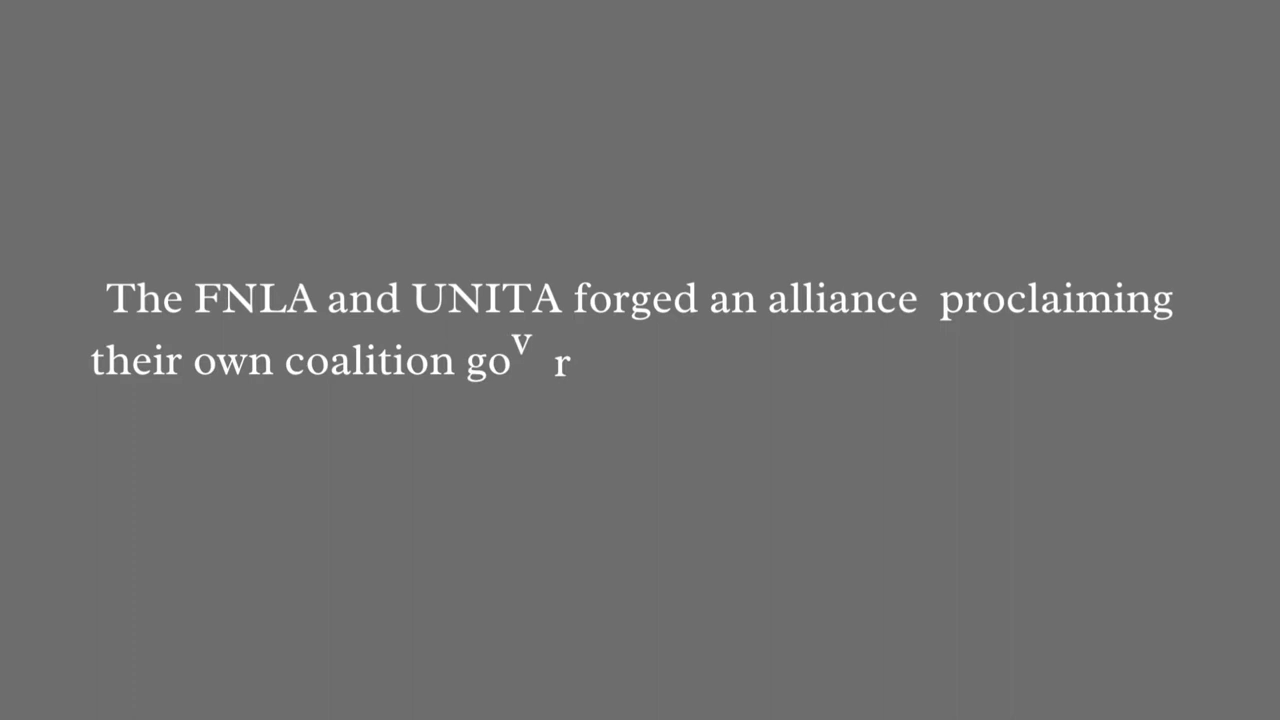 The FNLA and UNITA forged an alliance proclaiming
their own coalition gov r